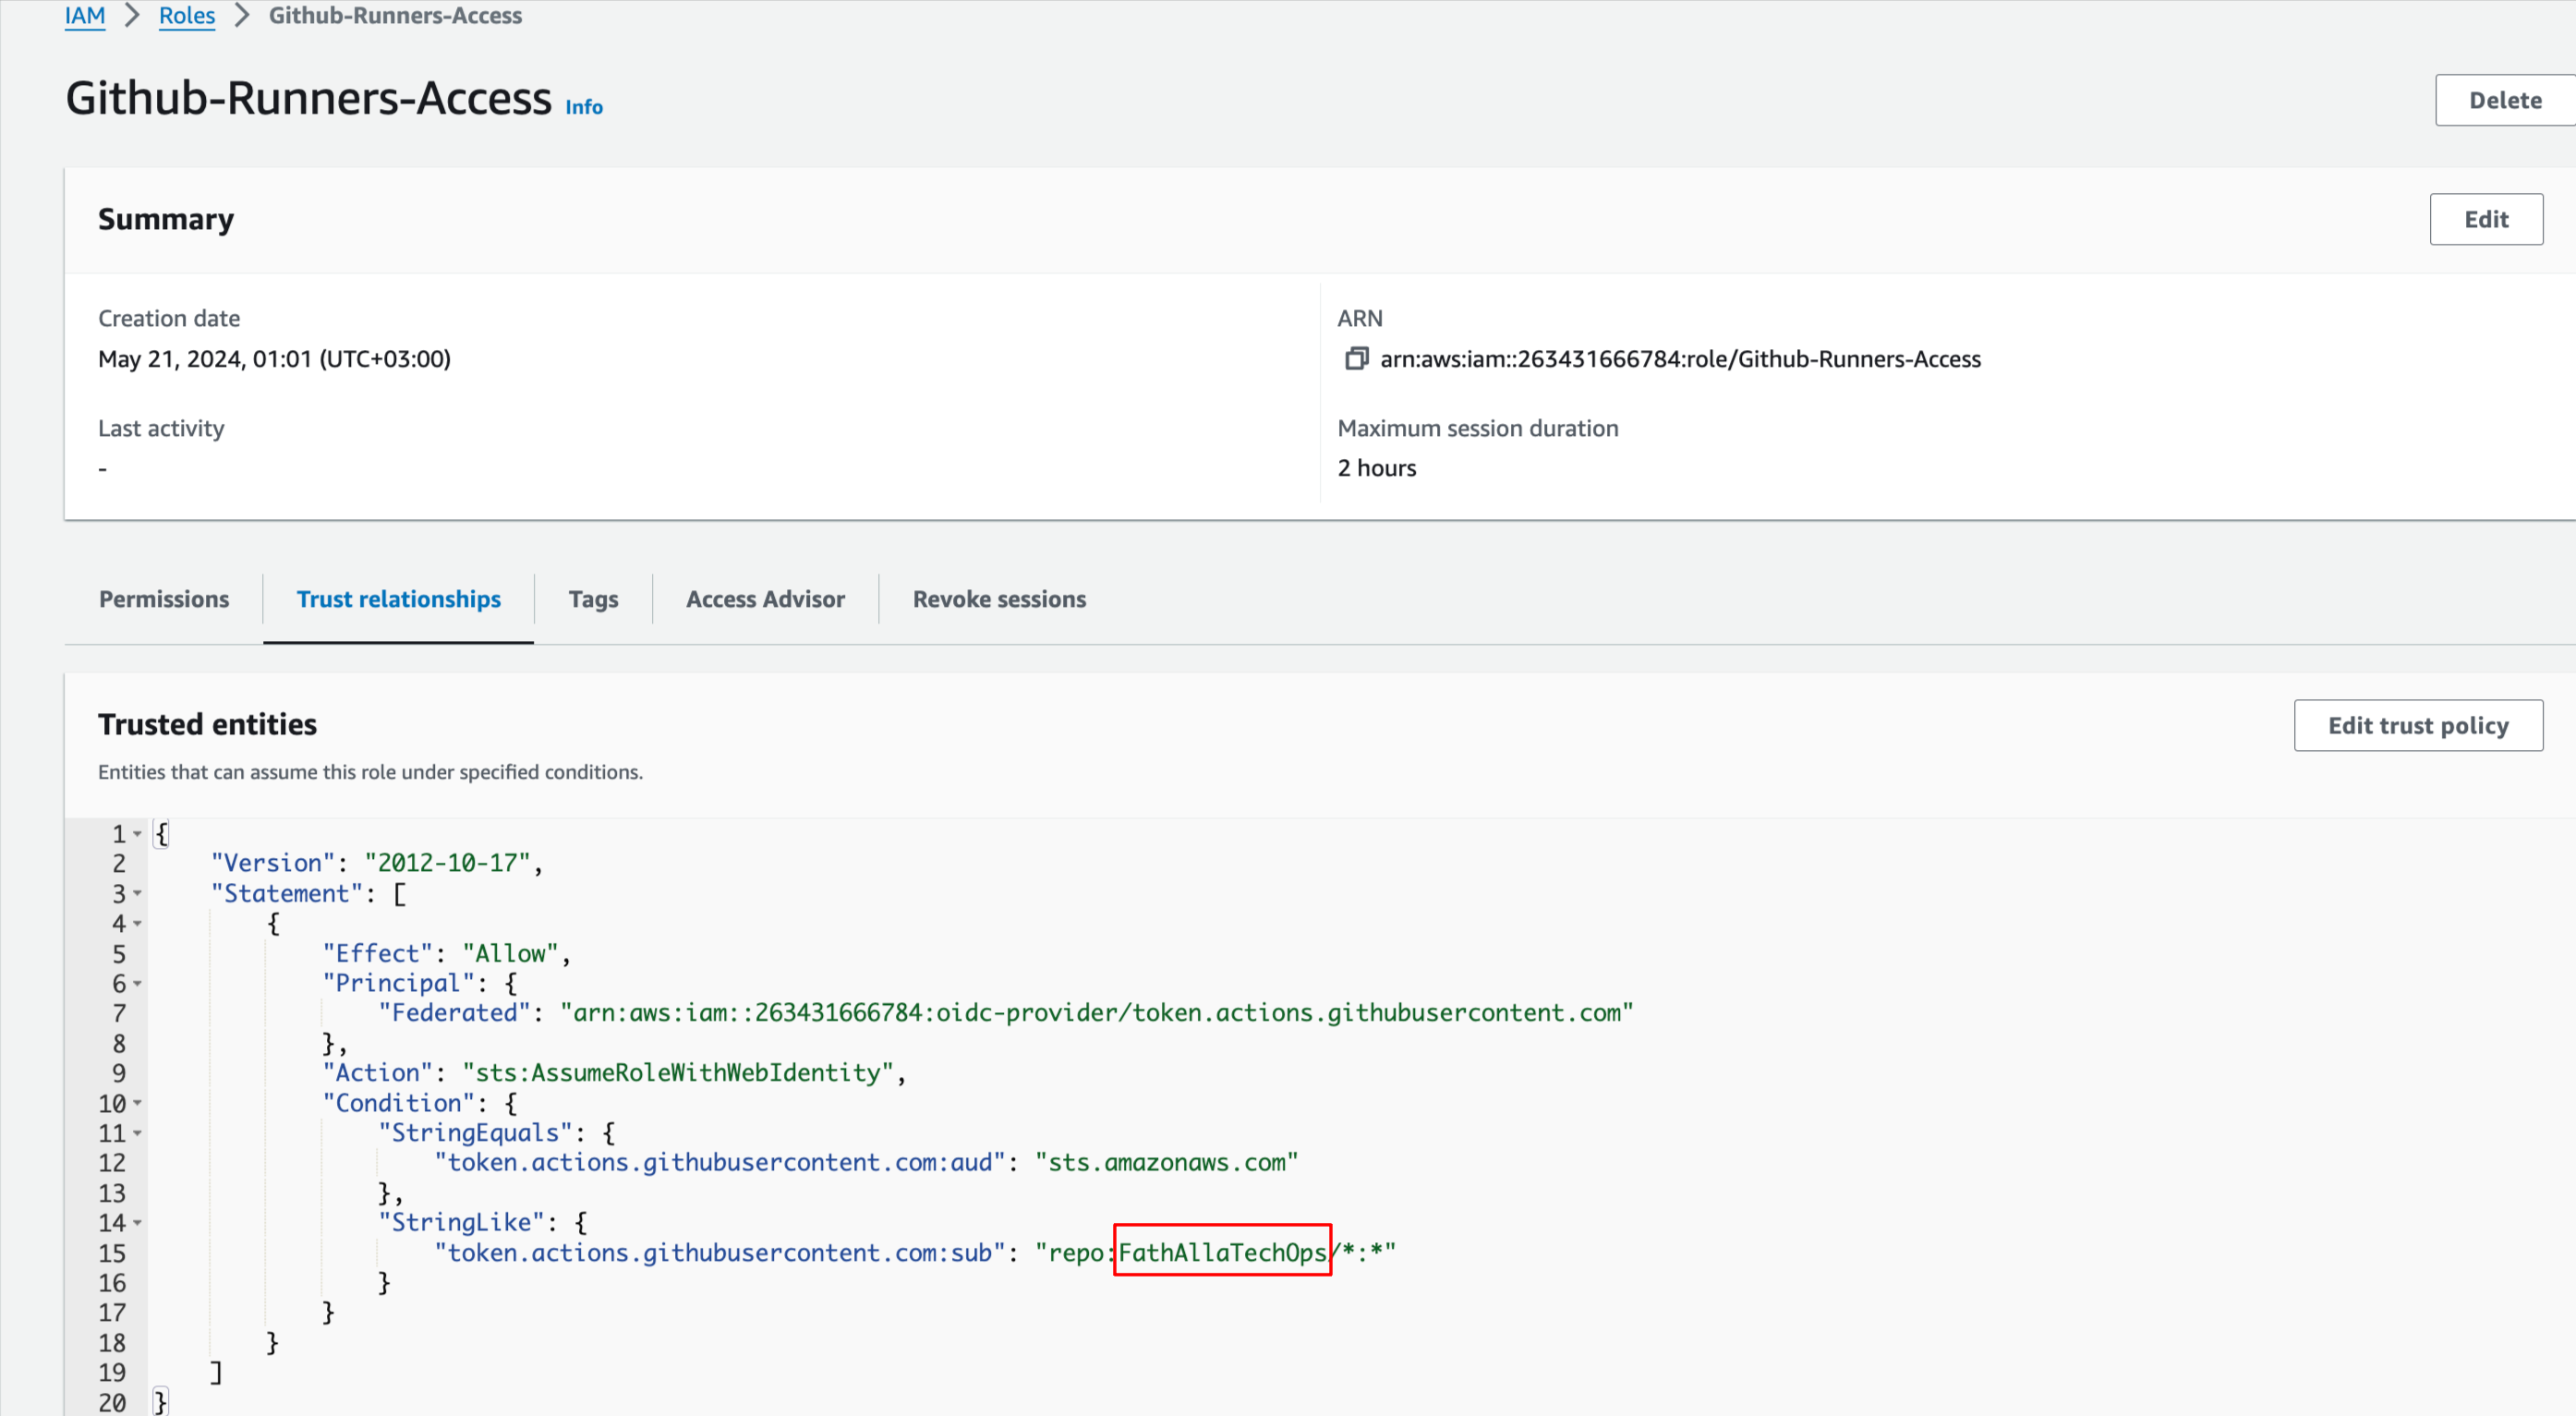 IAM > Roles > Github-Runners-Access
Github-Runners-Access Info
Delete
Summary
Edit
Creation date
May 21, 2024, 01:01 (UTC+03:00)
ARN
arn:aws:iam::263431666784:role/Github-Runners-Access
Last activity
-
Maximum session duration
2 hours
Permissions
Trust relationships
Tags
Access Advisor
Revoke sessions
Trusted entities
Edit trust policy
Entities that can assume this role under specified conditions.
1 {
2 "Version": "2012-10-17",
3 "Statement": [
4 {
5 "Effect": "Allow",
6 "Principal": {
7 "Federated": "arn:aws:iam::263431666784:oidc-provider/token.actions.githubusercontent.com"
8 },
9 "Action": "sts:AssumeRoleWithWebIdentity",
10 "Condition": {
11 "StringEquals": {
12 "token.actions.githubusercontent.com:aud": "sts.amazonaws.com"
13 },
14 "StringLike": {
15 "token.actions.githubusercontent.com:sub": "repo:FathAllaTechOps/*:*"
16 }
17 }
18 }
19 ]
20 }